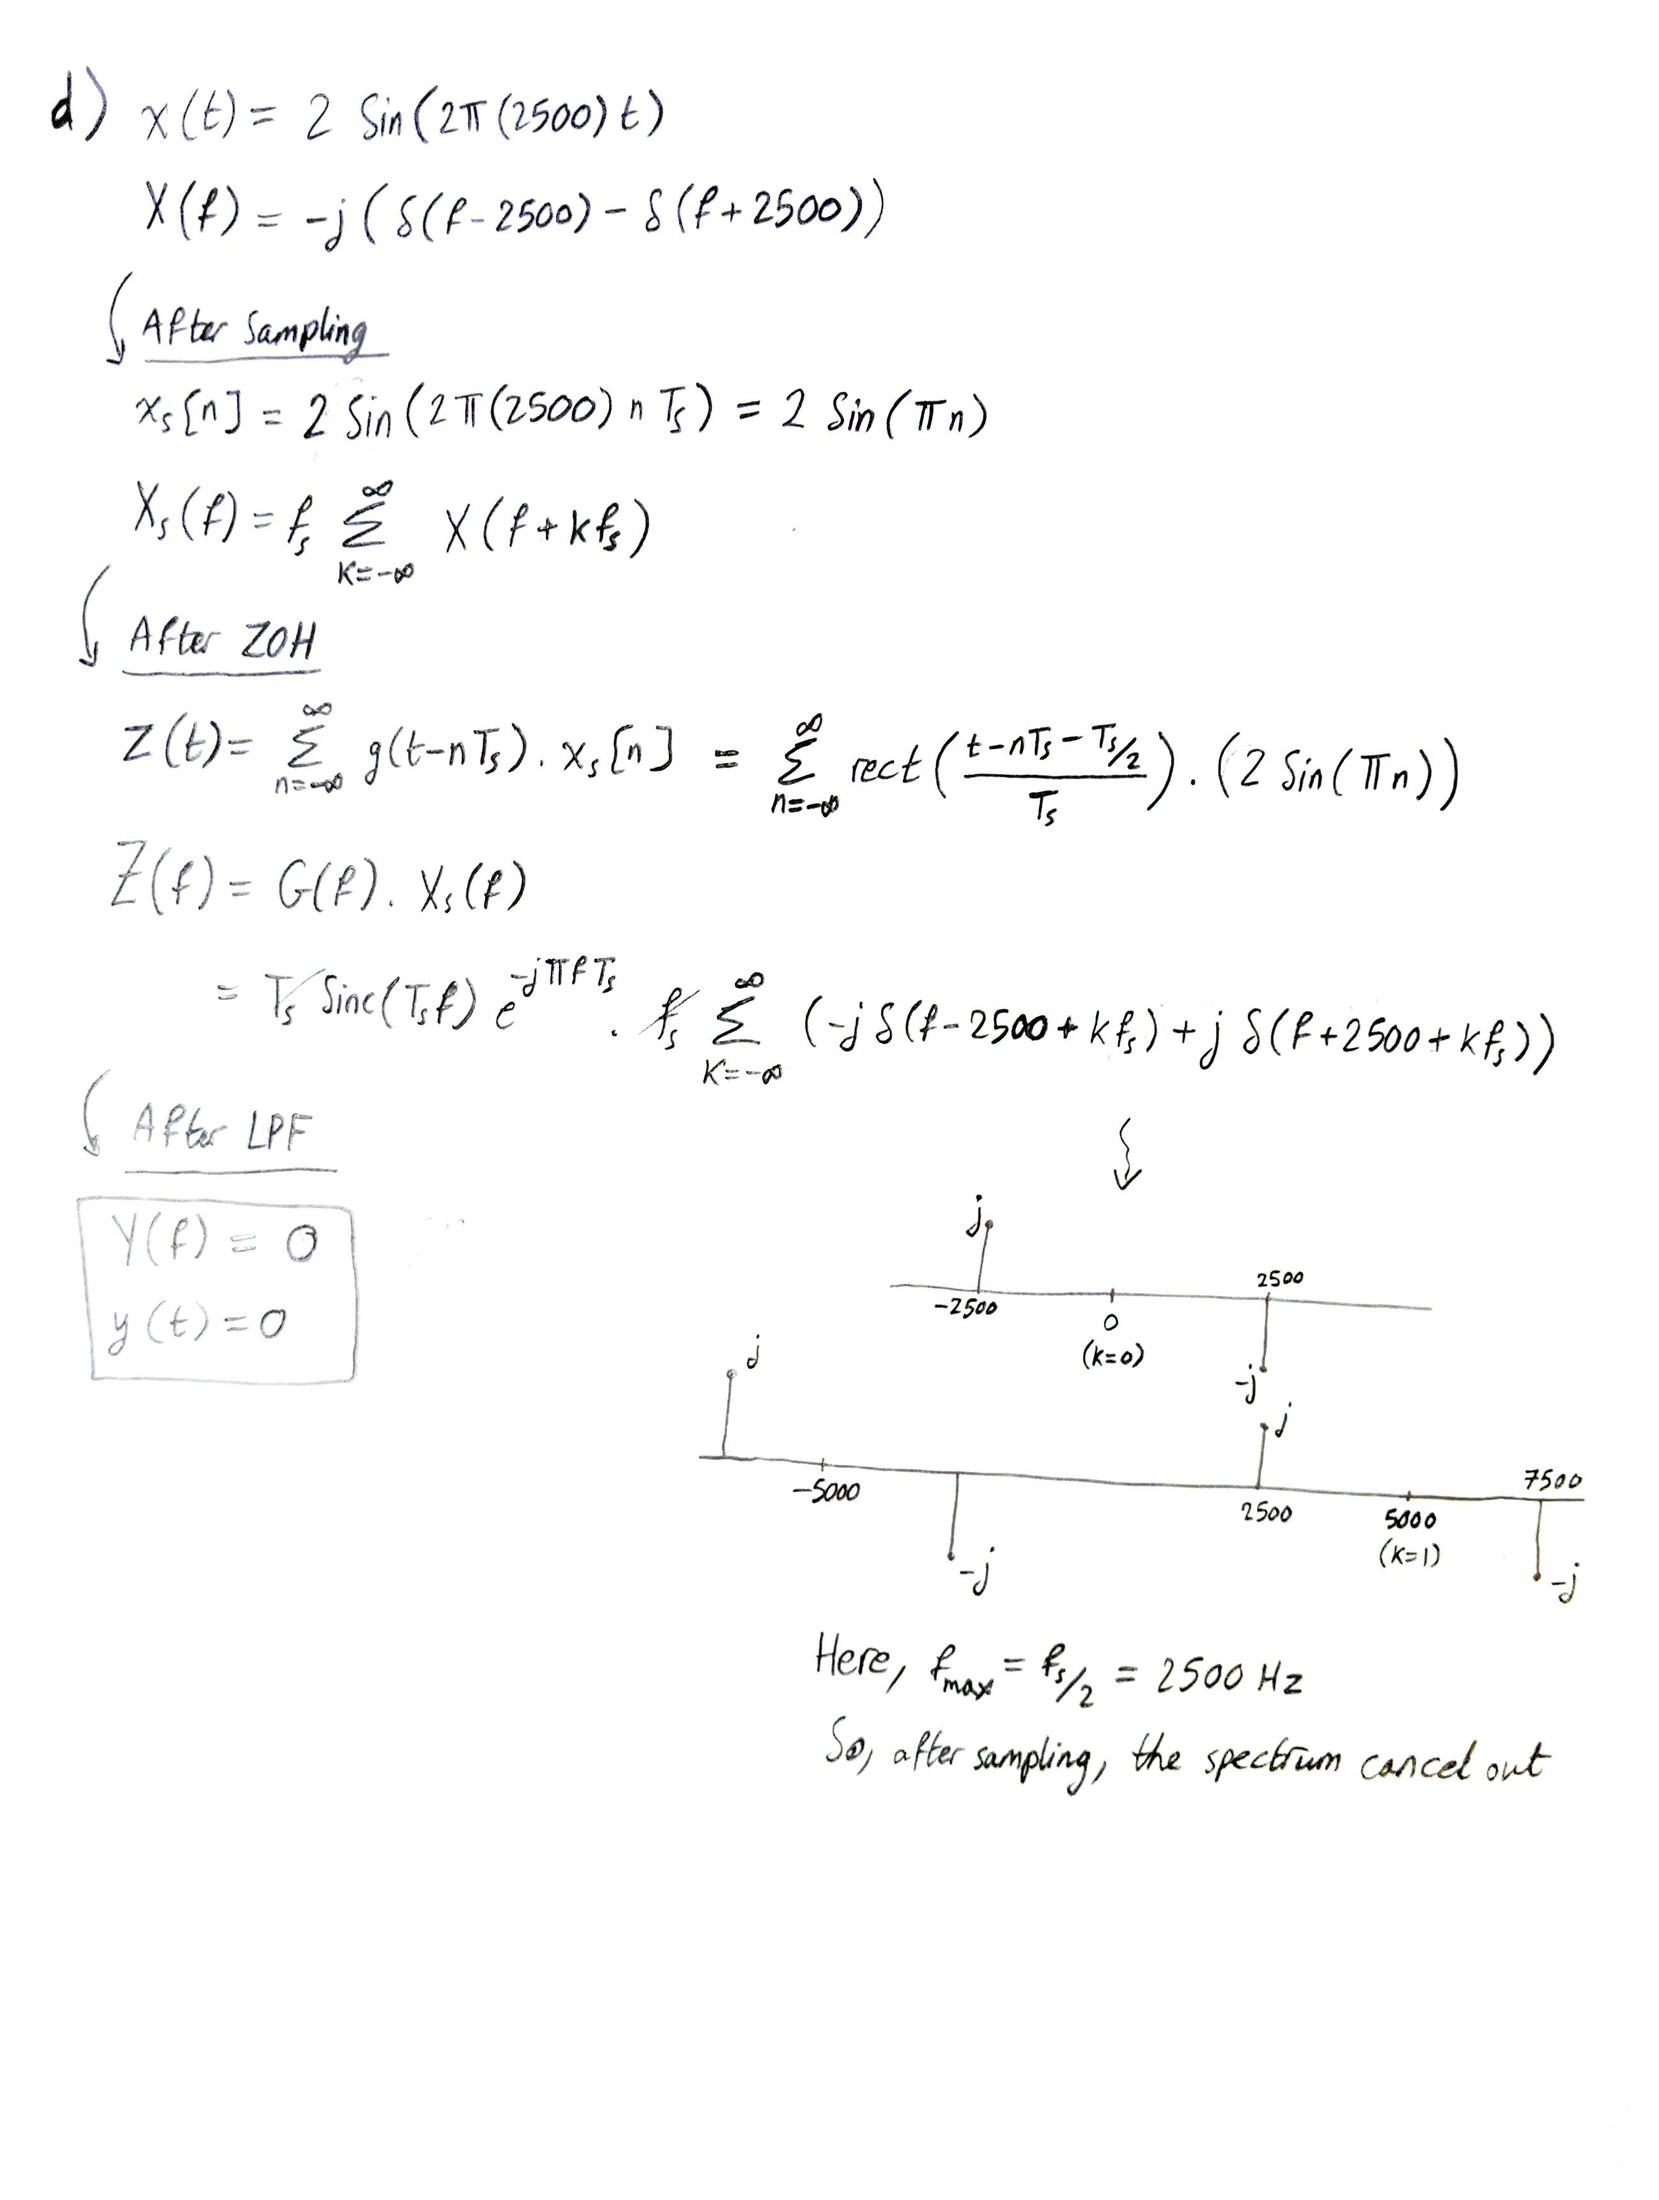 d) x(t) = 2 Sin(2π(2500)t)
X(f) = -j(δ(f-2500) - δ(f+2500))
After Sampling
xₛ[n] = 2 Sin(2π(2500) n Tₛ) = 2 Sin(πn)
Xₛ(f) = fₛ ∑_{K=-∞}^{∞} X(f+kfₛ)
After ZOH
Z(t) = ∑_{n=-∞}^{∞} g(t-nTₛ). xₛ[n] = ∑_{n=-∞}^{∞} rect((t-nTₛ-Tₛ/2)/Tₛ).(2 Sin(πn))
Z(f) = G(f). Xₛ(f)
= Tₛ Sinc(Tₛf) e^{-jπfTₛ} . fₛ ∑_{K=-∞}^{∞} (-j δ(f-2500+kfₛ) + j δ(f+2500+kfₛ))
After LPF
Y(f) = 0
y(t) = 0
j
2500
-2500
0
(k=0)
-j
j
j
7500
-5000
2500
5000
(k=1)
-j
-j
Here, f_max = fₛ/2 = 2500 Hz
So, after sampling, the spectrum cancel out